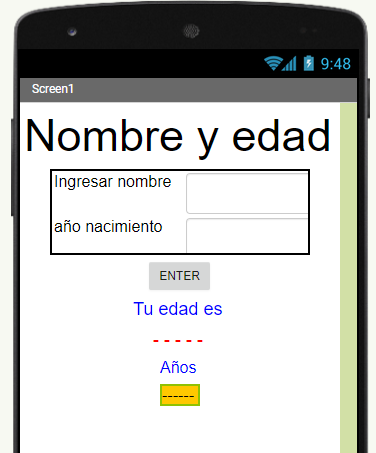 9:48
Screen1
Nombre y edad
Ingresar nombre
año nacimiento
ENTER
Tu edad es
- - - - -
Años
------